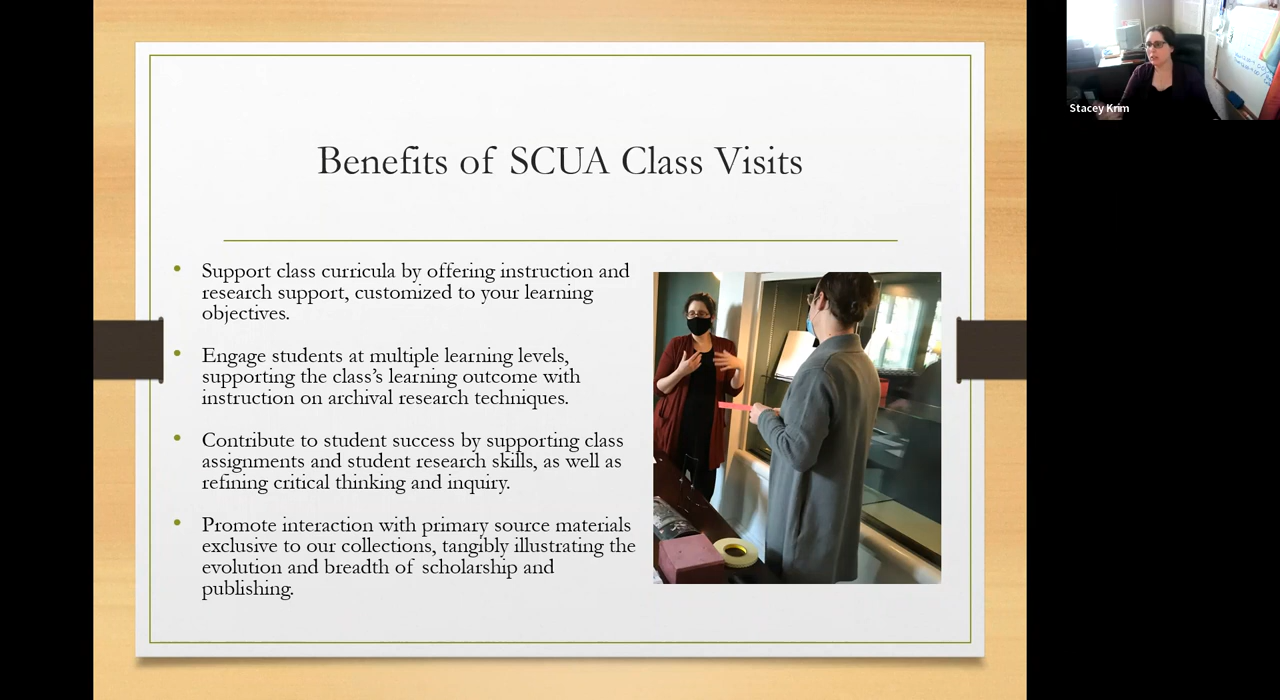 Benefits of SCUA Class Visits
• Support class curricula by offering instruction and
research support, customized to your learning
objectives.
• Engage students at multiple learning levels,
supporting the class’s learning outcome with
instruction on archival research techniques.
• Contribute to student success by supporting class
assignments and student research skills, as well as
refining critical thinking and inquiry.
• Promote interaction with primary source materials
exclusive to our collections, tangibly illustrating the
evolution and breadth of scholarship and
publishing.
Stacey Krim